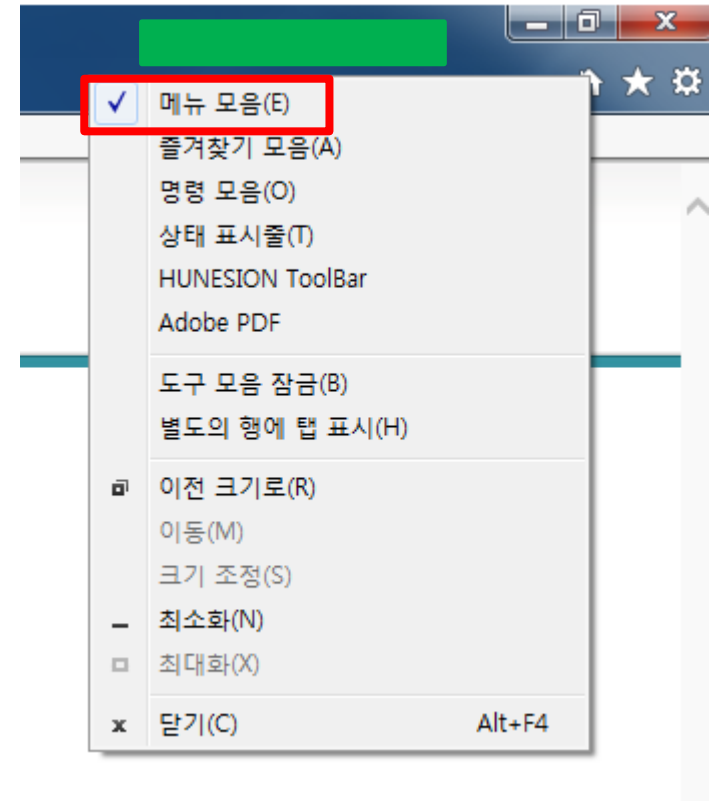 메뉴 모음(E)
즐겨찾기 모음(A)
명령 모음(O)
상태 표시줄(T)
HUNESION ToolBar
Adobe PDF
도구 모음 잠금(B)
별도의 행에 탭 표시(H)
이전 크기로(R)
이동(M)
크기 조정(S)
최소화(N)
최대화(X)
닫기(C) Alt+F4